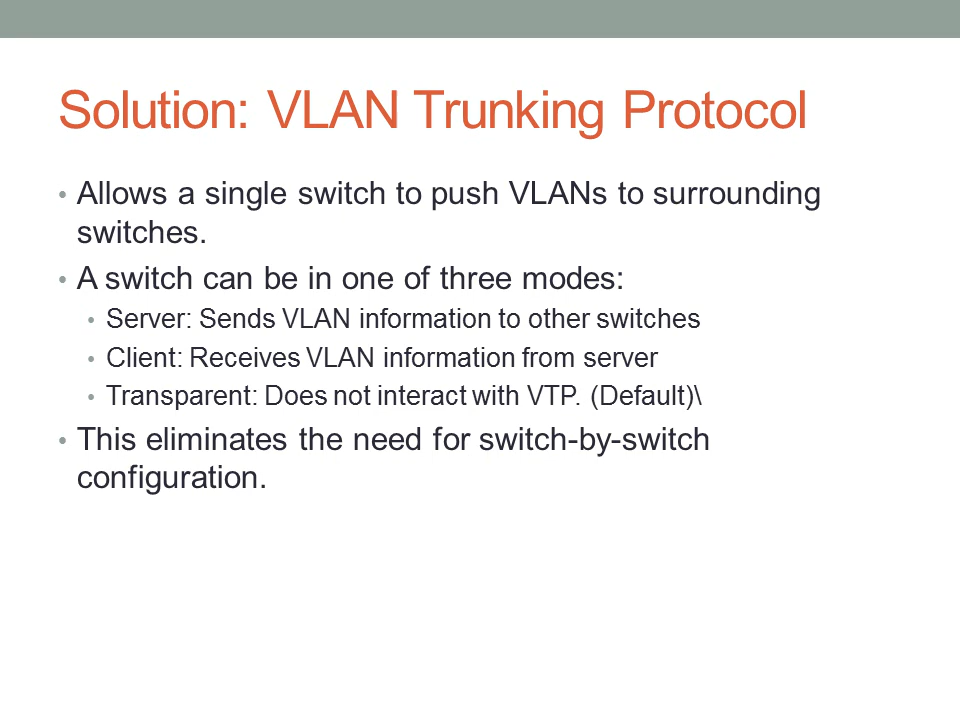 Solution: VLAN Trunking Protocol
• Allows a single switch to push VLANs to surrounding
switches.
• A switch can be in one of three modes:
• Server: Sends VLAN information to other switches
• Client: Receives VLAN information from server
• Transparent: Does not interact with VTP. (Default)\
• This eliminates the need for switch-by-switch
configuration.